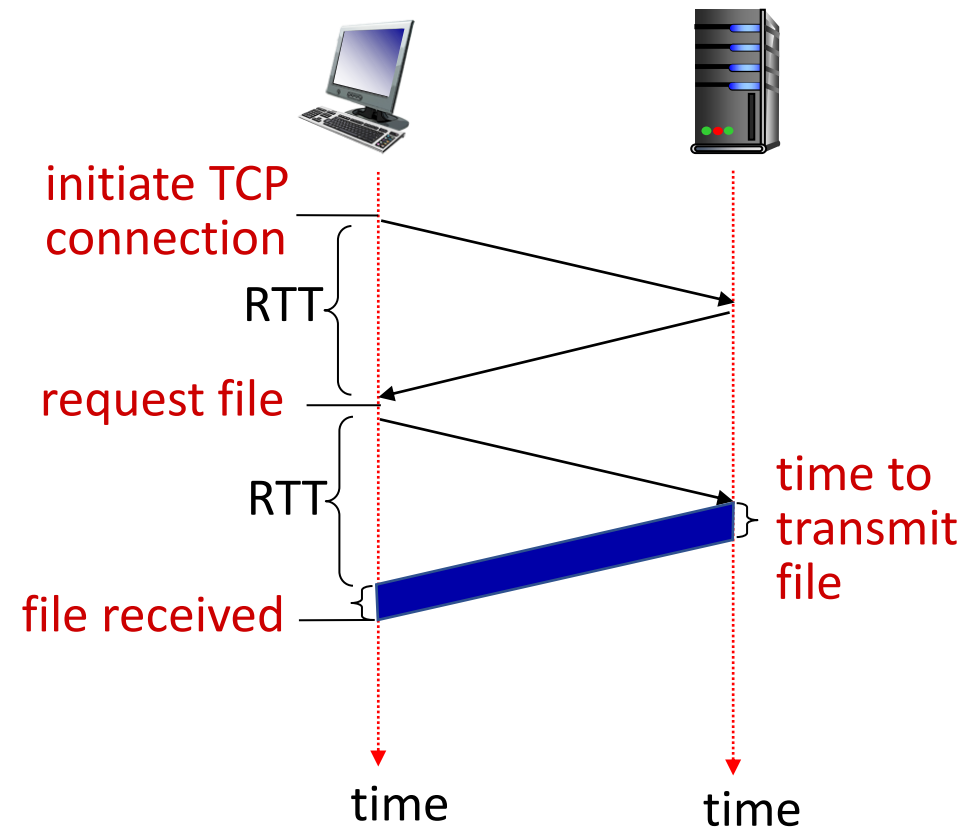 initiate TCP
connection
RTT
request file
RTT
time to
transmit
file
file received
time
time